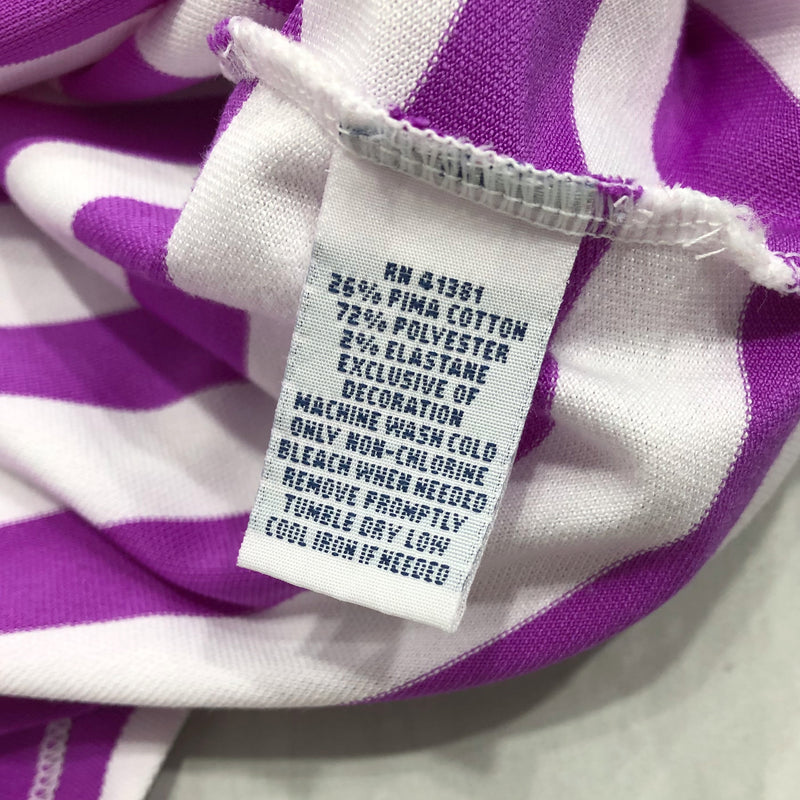 RN 41381
26% PIMA COTTON
72% POLYESTER
2% ELASTANE
EXCLUSIVE OF
DECORATION
MACHINE WASH COLD
ONLY NON-CHLORINE
BLEACH WHEN NEEDED
REMOVE PROMPTLY
TUMBLE DRY LOW
COOL IRON IF NEEDED